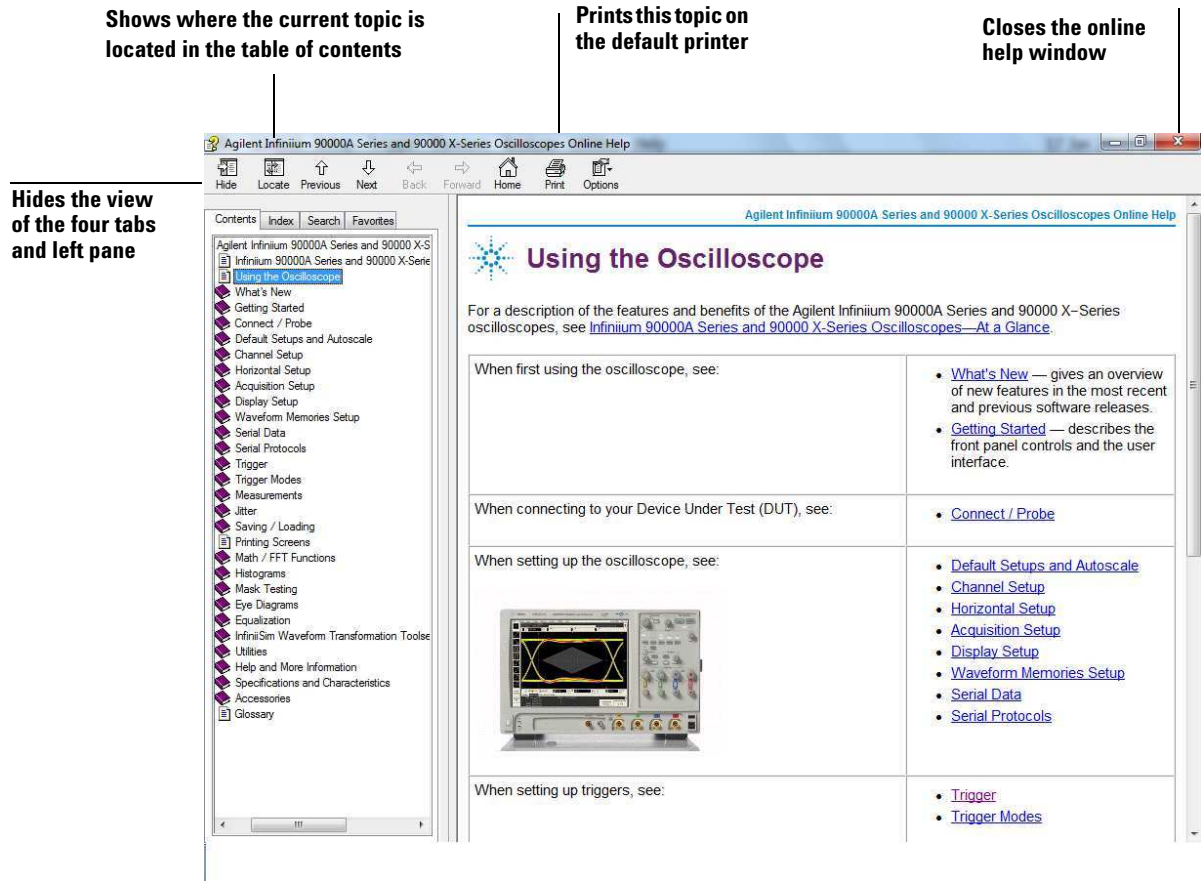 Shows where the current topic is
located in the table of contents
Prints this topic on
the default printer
Closes the online
help window
Hides the view
of the four tabs
and left pane
Agilent Infiniium 90000A Series and 90000 X-Series Oscilloscopes Online Help
Hide Locate Previous Next Back Forward Home Print Options
Contents Index Search Favorites
Agilent Infiniium 90000A Series and 90000 X-S
Infiniium 90000A Series and 90000 X-Serie
Using the Oscilloscope
What's New
Getting Started
Connect / Probe
Default Setups and Autoscale
Channel Setup
Horizontal Setup
Acquisition Setup
Display Setup
Waveform Memories Setup
Serial Data
Serial Protocols
Trigger
Trigger Modes
Measurements
Jitter
Saving / Loading
Printing Screens
Math / FFT Functions
Histograms
Mask Testing
Eye Diagrams
Equalization
InfiniiSim Waveform Transformation Toolse
Utilities
Help and More Information
Specifications and Characteristics
Accessories
Glossary
Agilent Infiniium 90000A Series and 90000 X-Series Oscilloscopes Online Help
Using the Oscilloscope
For a description of the features and benefits of the Agilent Infiniium 90000A Series and 90000 X-Series
oscilloscopes, see Infiniium 90000A Series and 90000 X-Series Oscilloscopes—At a Glance.
When first using the oscilloscope, see:
• What's New — gives an overview
of new features in the most recent
and previous software releases.
• Getting Started — describes the
front panel controls and the user
interface.
When connecting to your Device Under Test (DUT), see:
• Connect / Probe
When setting up the oscilloscope, see:
• Default Setups and Autoscale
• Channel Setup
• Horizontal Setup
• Acquisition Setup
• Display Setup
• Waveform Memories Setup
• Serial Data
• Serial Protocols
When setting up triggers, see:
• Trigger
• Trigger Modes